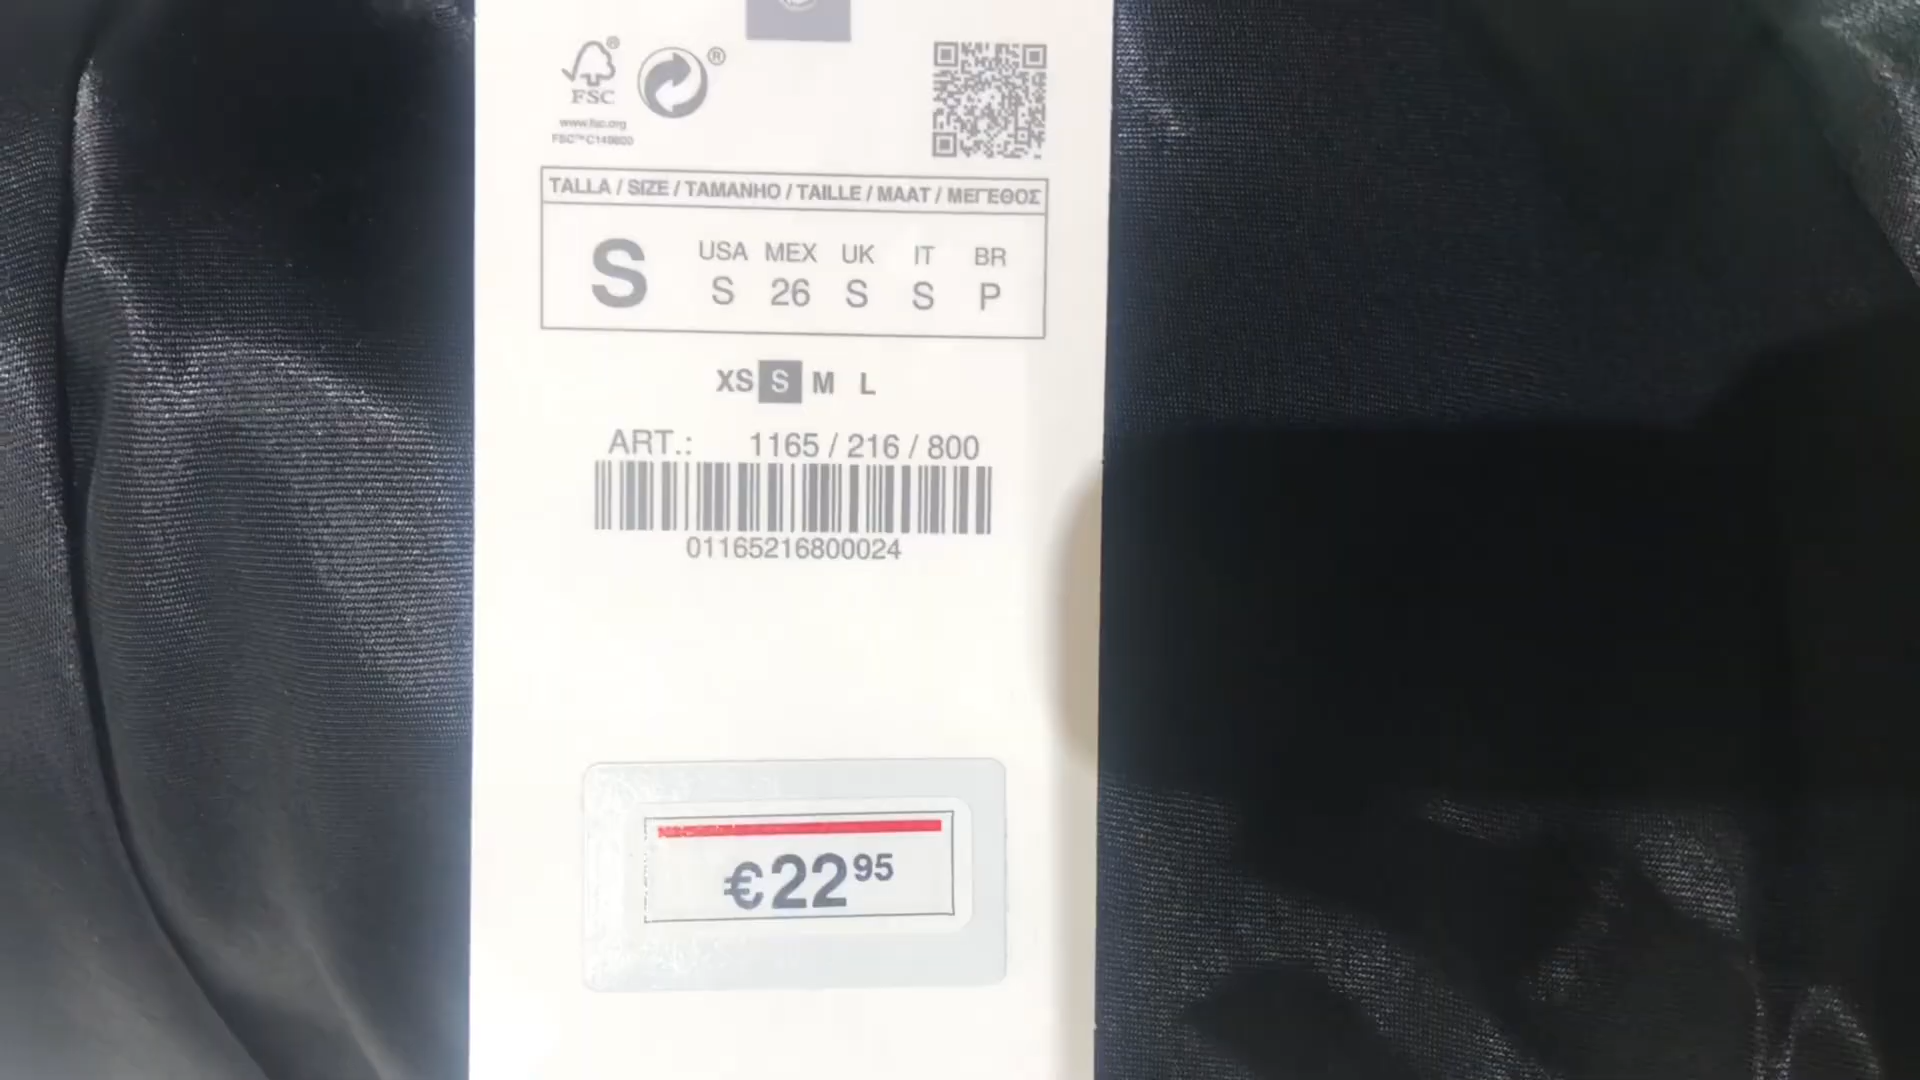 FSC®
®
www.fsc.org
FSC™C149800
TALLA / SIZE / TAMANHO / TAILLE / MAAT / ΜΕΓΕΘΟΣ
S
USA MEX UK IT BR
S 26 S S P
XS S M L
ART.: 1165 / 216 / 800
01165216800024
€22 95